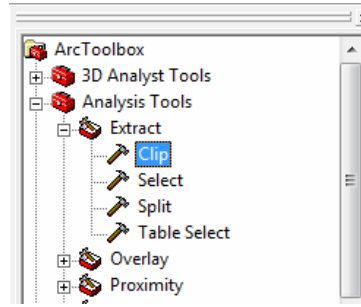 ArcToolbox
3D Analyst Tools
Analysis Tools
Extract
Clip
Select
Split
Table Select
Overlay
Proximity